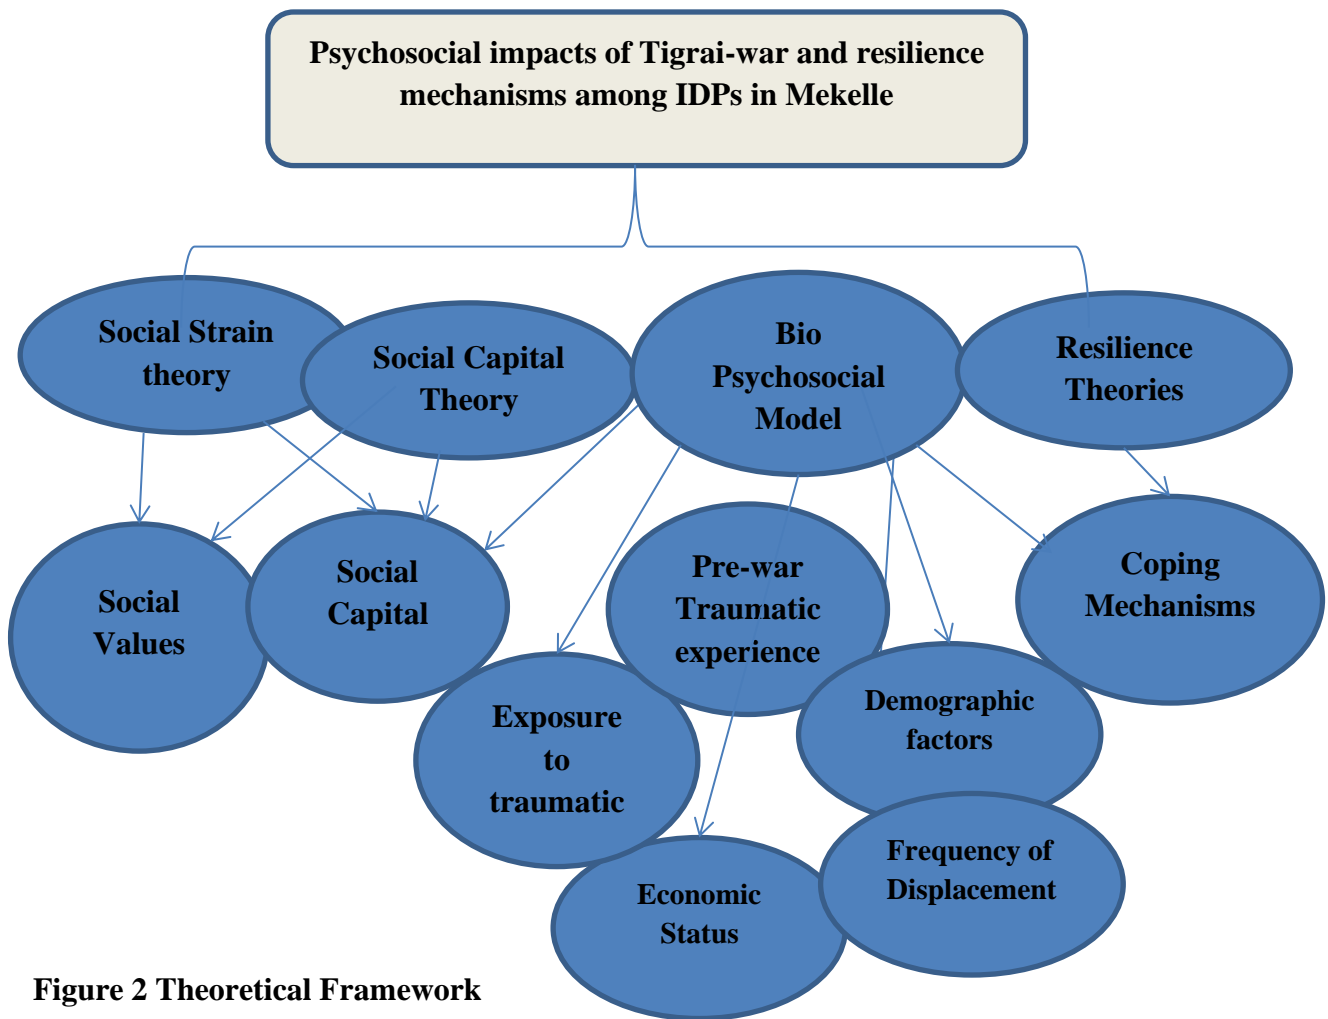 Psychosocial impacts of Tigrai-war and resilience
mechanisms among IDPs in Mekelle
Social Strain
theory
Social Capital
Theory
Bio
Psychosocial
Model
Resilience
Theories
Social
Values
Social
Capital
Pre-war
Traumatic
experience
Coping
Mechanisms
Exposure
to
traumatic
Demographic
factors
Economic
Status
Frequency of
Displacement
Figure 2 Theoretical Framework